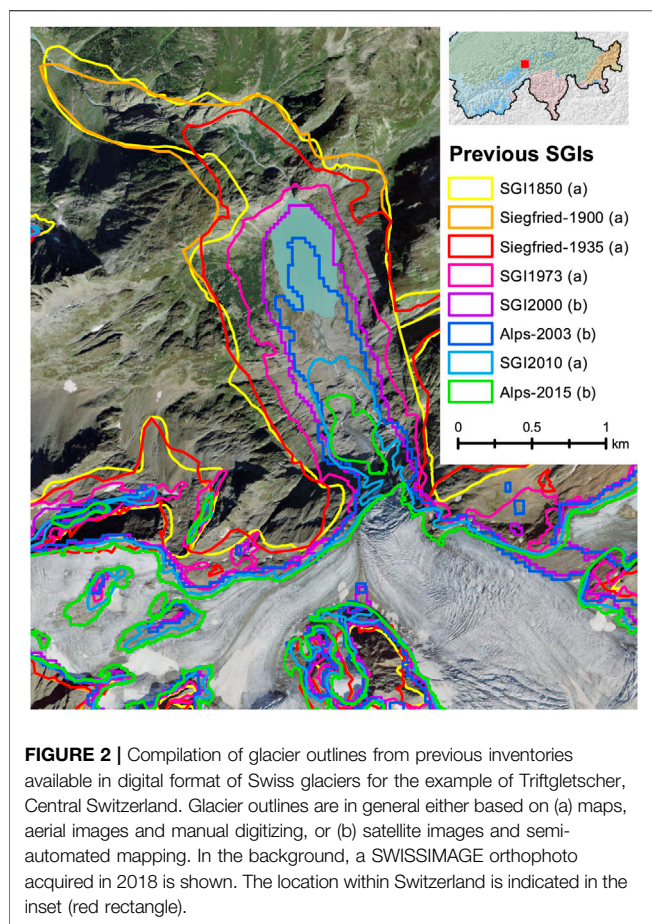 Previous SGIs
SGI1850 (a)
Siegfried-1900 (a)
Siegfried-1935 (a)
SGI1973 (a)
SGI2000 (b)
Alps-2003 (b)
SGI2010 (a)
Alps-2015 (b)
0 0.5 1
km
FIGURE 2 | Compilation of glacier outlines from previous inventories
available in digital format of Swiss glaciers for the example of Triftgletscher,
Central Switzerland. Glacier outlines are in general either based on (a) maps,
aerial images and manual digitizing, or (b) satellite images and semi-
automated mapping. In the background, a SWISSIMAGE orthophoto
acquired in 2018 is shown. The location within Switzerland is indicated in the
inset (red rectangle).